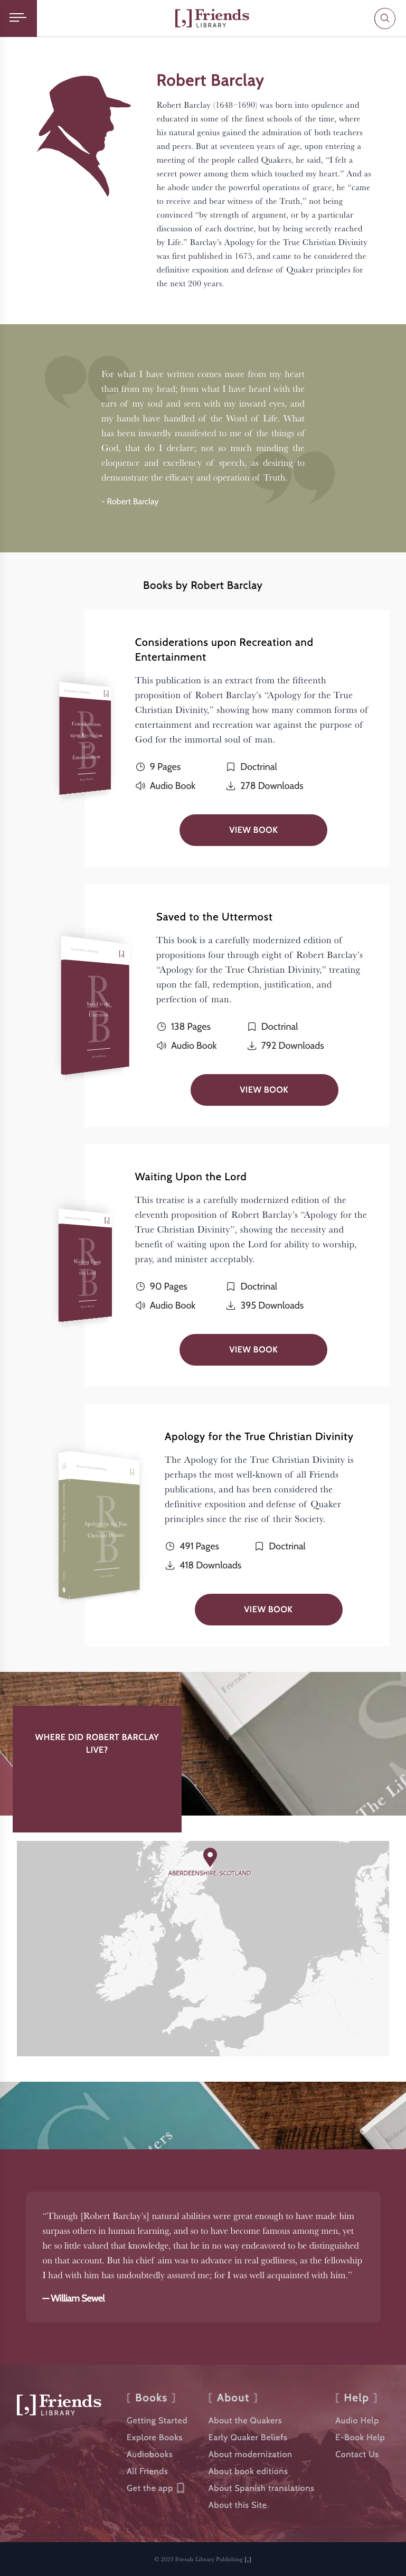 [,] Friends
LIBRARY
Robert Barclay
Robert Barclay (1648–1690) was born into opulence and
educated in some of the finest schools of the time, where
his natural genius gained the admiration of both teachers
and peers. But at seventeen years of age, upon entering a
meeting of the people called Quakers, he said, “I felt a
secret power among them which touched my heart.” And as
he abode under the powerful operations of grace, he “came
to receive and bear witness of the Truth,” not being
convinced “by strength of argument, or by a particular
discussion of each doctrine, but by being secretly reached
by Life.” Barclay’s Apology for the True Christian Divinity
was first published in 1675, and came to be considered the
definitive exposition and defense of Quaker principles for
the next 200 years.
For what I have written comes more from my heart
than from my head; from what I have heard with the
ears of my soul and seen with my inward eyes, and
my hands have handled of the Word of Life. What
has been inwardly manifested to me of the things of
God, that do I declare; not so much minding the
eloquence and excellency of speech, as desiring to
demonstrate the efficacy and operation of Truth.
- Robert Barclay
Books by Robert Barclay
Considerations upon Recreation and
Entertainment
This publication is an extract from the fifteenth
proposition of Robert Barclay’s “Apology for the True
Christian Divinity,” showing how many common forms of
entertainment and recreation war against the purpose of
God for the immortal soul of man.
9 Pages
Doctrinal
Audio Book
278 Downloads
VIEW BOOK
Saved to the Uttermost
This book is a carefully modernized edition of
propositions four through eight of Robert Barclay’s
“Apology for the True Christian Divinity,” treating
upon the fall, redemption, justification, and
perfection of man.
138 Pages
Doctrinal
Audio Book
792 Downloads
VIEW BOOK
Waiting Upon the Lord
This treatise is a carefully modernized edition of the
eleventh proposition of Robert Barclay’s “Apology for the
True Christian Divinity”, showing the necessity and
benefit of waiting upon the Lord for ability to worship,
pray, and minister acceptably.
90 Pages
Doctrinal
Audio Book
395 Downloads
VIEW BOOK
Apology for the True Christian Divinity
The Apology for the True Christian Divinity is
perhaps the most well-known of all Friends
publications, and has been considered the
definitive exposition and defense of Quaker
principles since the rise of their Society.
491 Pages
Doctrinal
418 Downloads
VIEW BOOK
WHERE DID ROBERT BARCLAY
LIVE?
The Li
ABERDEENSHIRE, SCOTLAND
“Though [Robert Barclay’s] natural abilities were great enough to have made him
surpass others in human learning, and so to have become famous among men, yet
he so little valued that knowledge, that he in no way endeavored to be distinguished
on that account. But his chief aim was to advance in real godliness, as the fellowship
I had with him has undoubtedly assured me; for I was well acquainted with him.”
— William Sewel
[,] Friends
LIBRARY
[ Books ]
Getting Started
Explore Books
Audiobooks
All Friends
Get the app
[ About ]
About the Quakers
Early Quaker Beliefs
About modernization
About book editions
About Spanish translations
About this Site
[ Help ]
Audio Help
E-Book Help
Contact Us
© 2023 Friends Library Publishing [,]